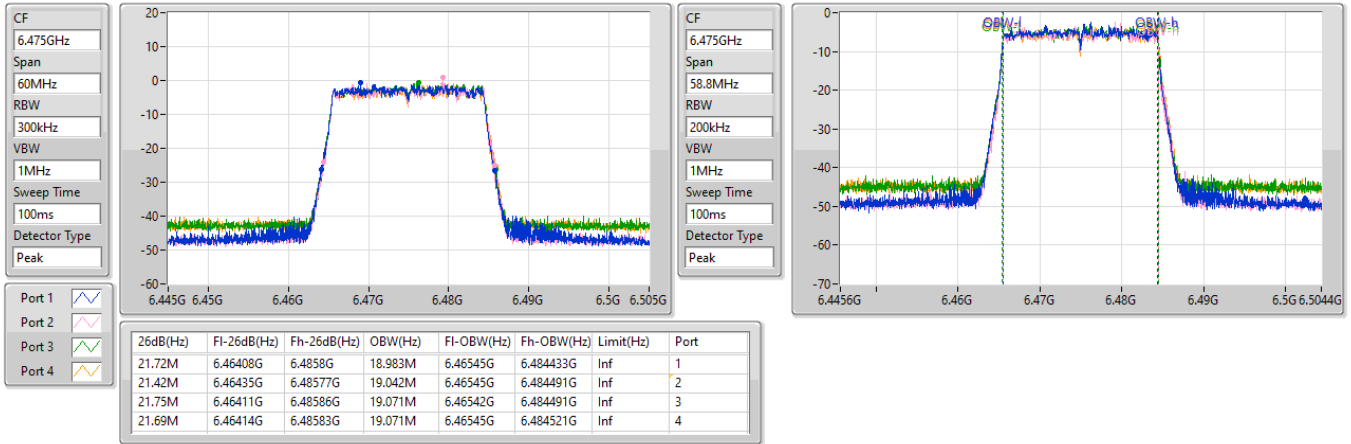 CF
6.475GHz
Span
60MHz
RBW
300kHz
VBW
1MHz
Sweep Time
100ms
Detector Type
Peak
20
10
0
-10
-20
-30
-40
-50
-60
6.445G 6.45G 6.46G 6.47G 6.48G 6.49G 6.5G 6.505G
CF
6.475GHz
Span
58.8MHz
RBW
200kHz
VBW
1MHz
Sweep Time
100ms
Detector Type
Peak
OBW-l OBW-h
0
-10
-20
-30
-40
-50
-60
-70
6.4456G 6.46G 6.47G 6.48G 6.49G 6.5G 6.5044G
Port 1
Port 2
Port 3
Port 4
26dB(Hz) Fl-26dB(Hz) Fh-26dB(Hz) OBW(Hz) Fl-OBW(Hz) Fh-OBW(Hz) Limit(Hz) Port
21.72M 6.46408G 6.4858G 18.983M 6.46545G 6.484433G Inf 1
21.42M 6.46435G 6.48577G 19.042M 6.46545G 6.484491G Inf 2
21.75M 6.46411G 6.48586G 19.071M 6.46542G 6.484491G Inf 3
21.69M 6.46414G 6.48583G 19.071M 6.46545G 6.484521G Inf 4